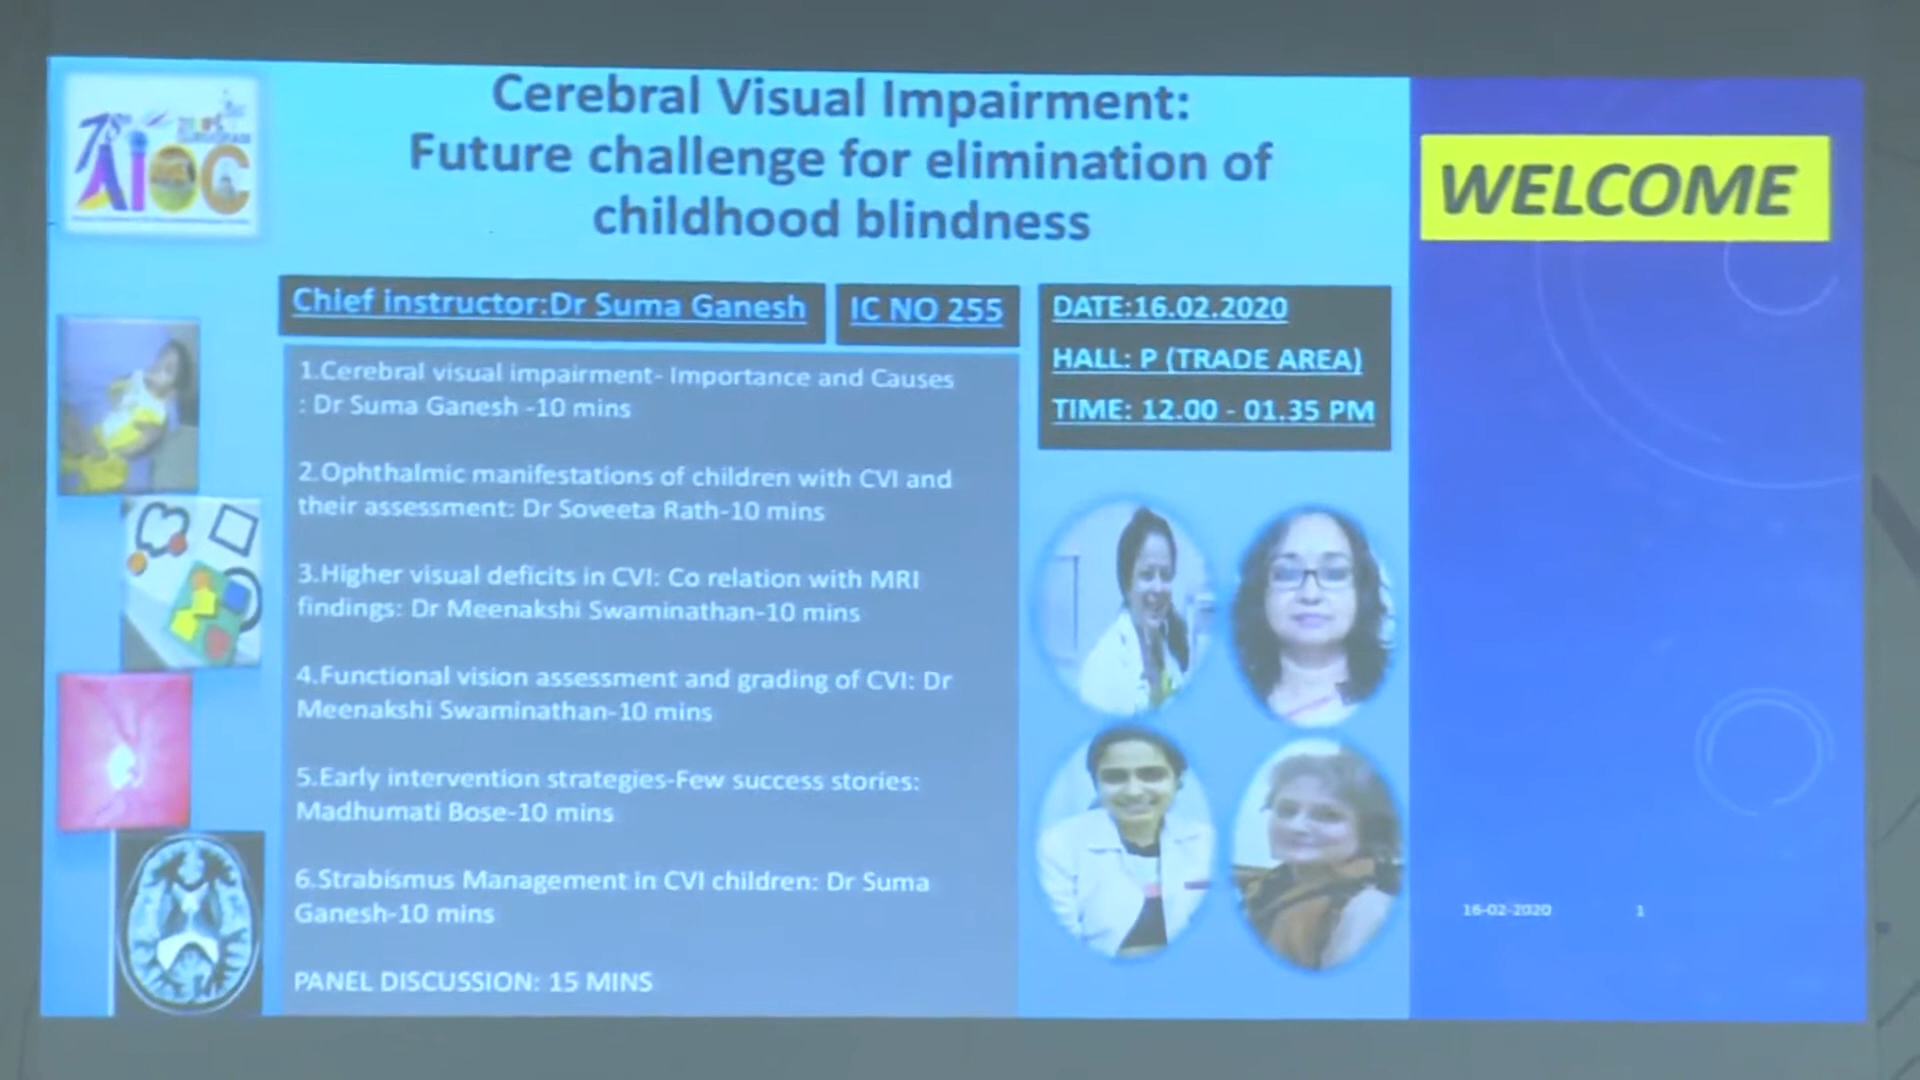 78th
AIOC
Cerebral Visual Impairment:
Future challenge for elimination of
childhood blindness
WELCOME
Chief instructor:Dr Suma Ganesh
IC NO 255
DATE:16.02.2020
HALL: P (TRADE AREA)
TIME: 12.00 - 01.35 PM
1.Cerebral visual impairment- Importance and Causes
: Dr Suma Ganesh -10 mins
2.Ophthalmic manifestations of children with CVI and
their assessment: Dr Soveeta Rath-10 mins
3.Higher visual deficits in CVI: Co relation with MRI
findings: Dr Meenakshi Swaminathan-10 mins
4.Functional vision assessment and grading of CVI: Dr
Meenakshi Swaminathan-10 mins
5.Early intervention strategies-Few success stories:
Madhumati Bose-10 mins
6.Strabismus Management in CVI children: Dr Suma
Ganesh-10 mins
PANEL DISCUSSION: 15 MINS
16-02-2020
1